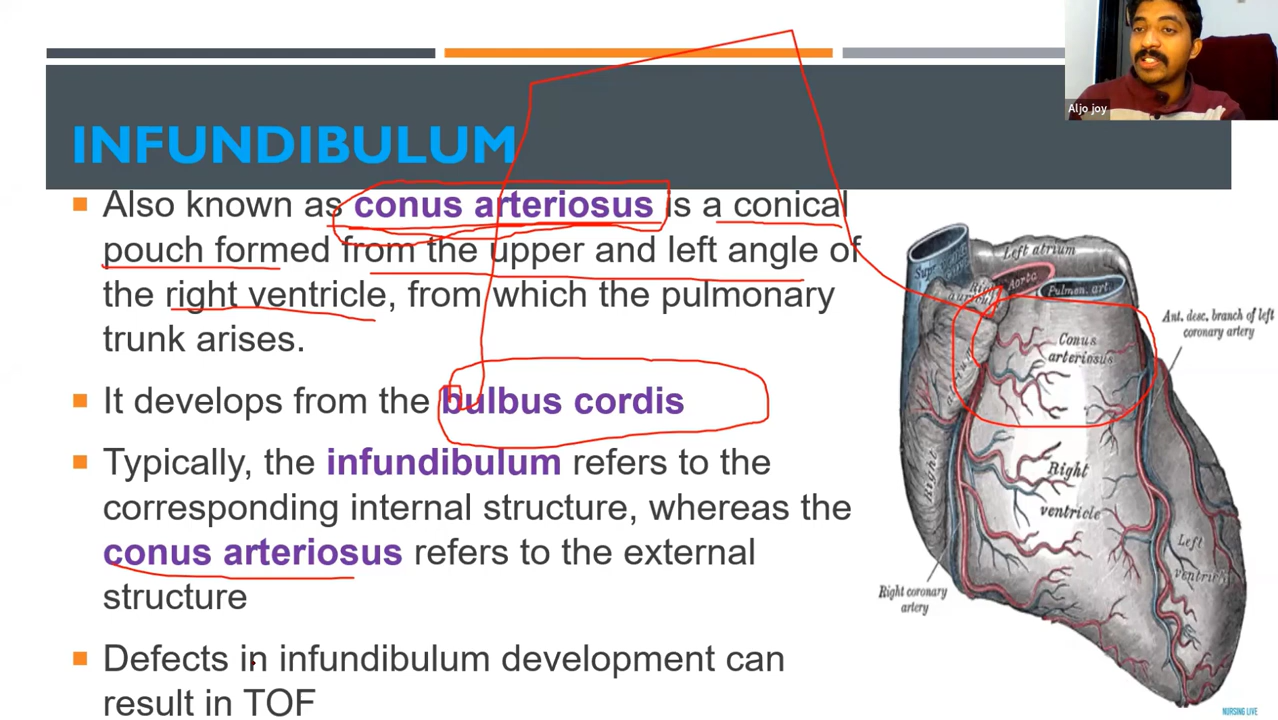 Aljo joy
INFUNDIBULUM
Also known as conus arteriosus is a conical
pouch formed from the upper and left angle of
the right ventricle, from which the pulmonary
trunk arises.
It develops from the bulbus cordis
Typically, the infundibulum refers to the
corresponding internal structure, whereas the
conus arteriosus refers to the external
structure
Defects in infundibulum development can
result in TOF
Left atrium
Aorta
Pulmon. art.
Ant. desc. branch of left
coronary artery
Conus
arteriosus
Right
ventricle
Right
Left
ventricle
Right coronary
artery
NURSING LIVE